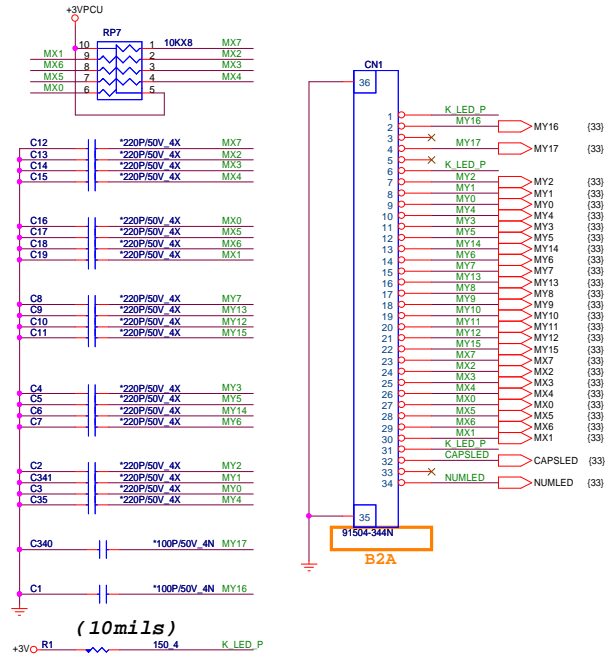 +3VPCU
RP7
10 1 10KX8 MX7
MX1 9 2 MX2
MX6 8 3 MX3
MX5 7 4 MX4
MX0 6 5
C12 *220P/50V_4X MX7
C13 *220P/50V_4X MX2
C14 *220P/50V_4X MX3
C15 *220P/50V_4X MX4
C16 *220P/50V_4X MX0
C17 *220P/50V_4X MX5
C18 *220P/50V_4X MX6
C19 *220P/50V_4X MX1
C8 *220P/50V_4X MY7
C9 *220P/50V_4X MY13
C10 *220P/50V_4X MY12
C11 *220P/50V_4X MY15
C4 *220P/50V_4X MY3
C5 *220P/50V_4X MY5
C6 *220P/50V_4X MY14
C7 *220P/50V_4X MY6
C2 *220P/50V_4X MY2
C341 *220P/50V_4X MY1
C3 *220P/50V_4X MY0
C35 *220P/50V_4X MY4
C340 *100P/50V_4N MY17
C1 *100P/50V_4N MY16
(10mils)
+3V R1 150_4 K_LED_P
CN1
36
1 K_LED_P
2 MY16 MY16 {33}
3
4 MY17 MY17 {33}
5
6 K_LED_P
7 MY2 MY2 {33}
8 MY1 MY1 {33}
9 MY0 MY0 {33}
10 MY4 MY4 {33}
11 MY3 MY3 {33}
12 MY5 MY5 {33}
13 MY14 MY14 {33}
14 MY6 MY6 {33}
15 MY7 MY7 {33}
16 MY13 MY13 {33}
17 MY8 MY8 {33}
18 MY9 MY9 {33}
19 MY10 MY10 {33}
20 MY11 MY11 {33}
21 MY12 MY12 {33}
22 MY15 MY15 {33}
23 MX7 MX7 {33}
24 MX2 MX2 {33}
25 MX3 MX3 {33}
26 MX4 MX4 {33}
27 MX0 MX0 {33}
28 MX5 MX5 {33}
29 MX6 MX6 {33}
30 MX1 MX1 {33}
31 K_LED_P
32 CAPSLED CAPSLED {33}
33
34 NUMLED NUMLED {33}
35
91504-344N
B2A